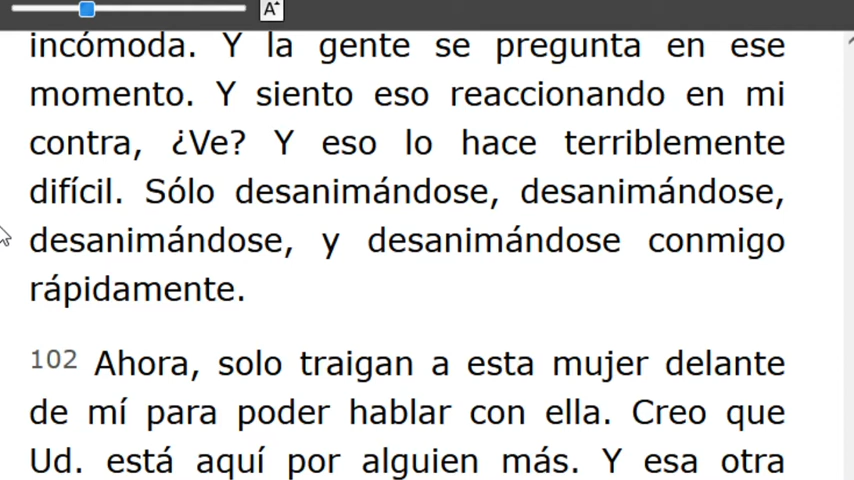 A
incómoda. Y la gente se pregunta en ese
momento. Y siento eso reaccionando en mi
contra, ¿Ve? Y eso lo hace terriblemente
difícil. Sólo desanimándose, desanimándose,
desanimándose, y desanimándose conmigo
rápidamente.
102 Ahora, solo traigan a esta mujer delante
de mí para poder hablar con ella. Creo que
Ud. está aquí por alguien más. Y esa otra